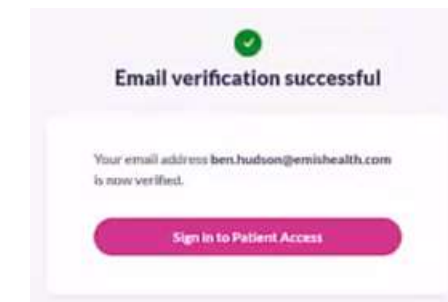 Email verification successful
Your email address ben.hudson@emishealth.com
is now verified.
Sign in to Patient Access